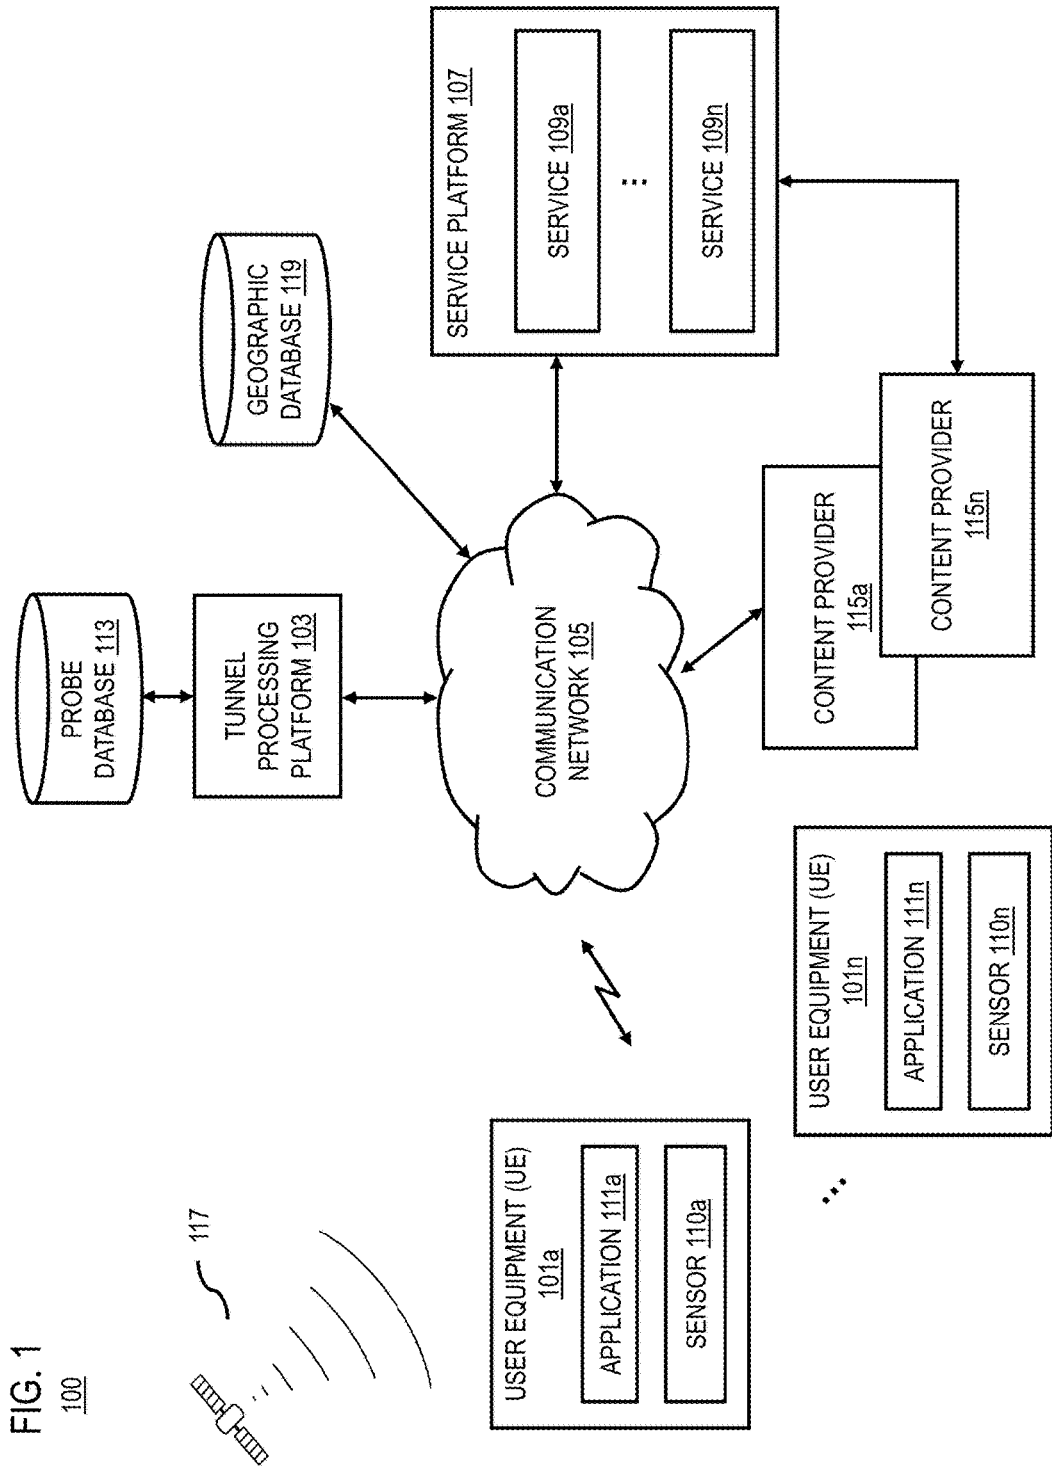 FIG. 1
100
117
PROBE
DATABASE 113
TUNNEL
PROCESSING
PLATFORM 103
GEOGRAPHIC
DATABASE 119
COMMUNICATION
NETWORK 105
SERVICE PLATFORM 107
SERVICE 109a
...
SERVICE 109n
USER EQUIPMENT (UE)
101a
APPLICATION 111a
SENSOR 110a
...
USER EQUIPMENT (UE)
101n
APPLICATION 111n
SENSOR 110n
CONTENT PROVIDER
115a
CONTENT PROVIDER
115n